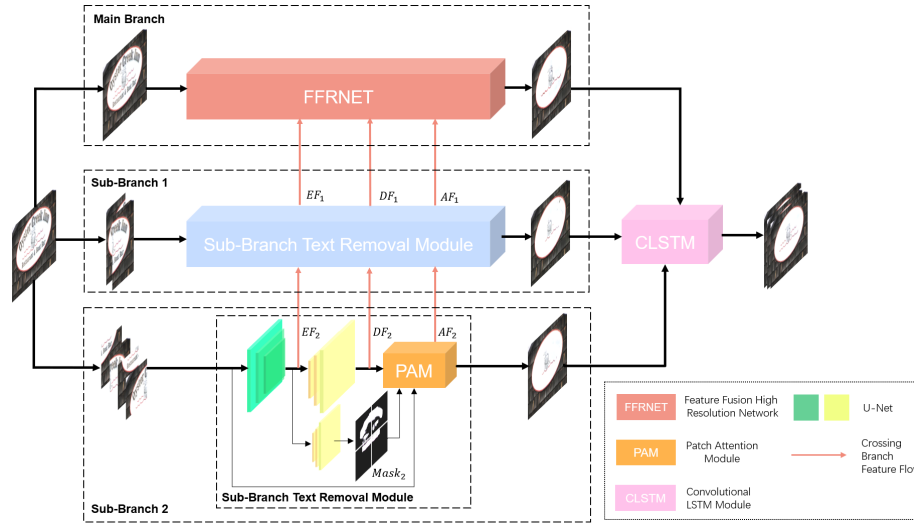 Main Branch
FFRNET
Sub-Branch 1
EF₁
DF₁
AF₁
Sub-Branch Text Removal Module
CLSTM
EF₂
DF₂
AF₂
PAM
Mask₂
Sub-Branch Text Removal Module
Sub-Branch 2
FFRNET
Feature Fusion High
Resolution Network
U-Net
PAM
Patch Attention
Module
Crossing
Branch
Feature Flow
CLSTM
Convolutional
LSTM Module